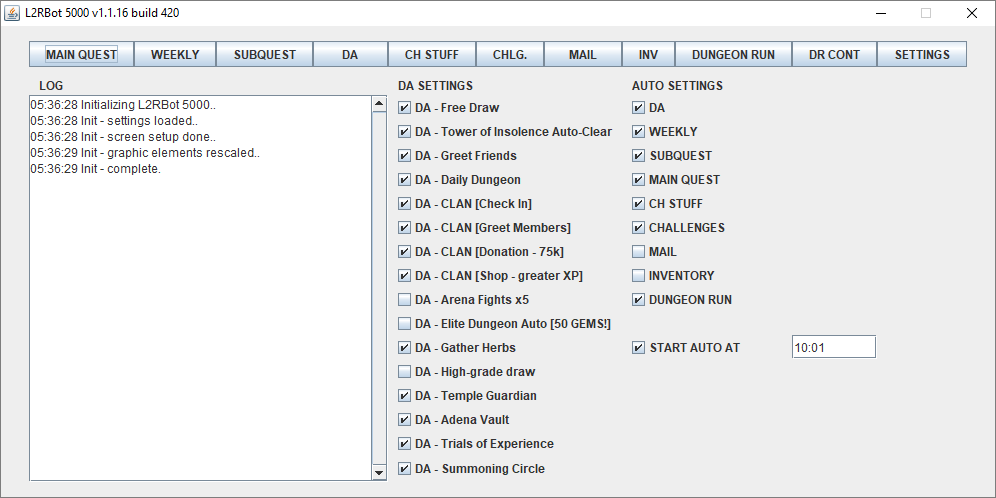 L2RBot 5000 v1.1.16 build 420
MAIN QUEST WEEKLY SUBQUEST DA CH STUFF CHLG. MAIL INV DUNGEON RUN DR CONT SETTINGS
LOG
05:36:28 Initializing L2RBot 5000..
05:36:28 Init - settings loaded..
05:36:28 Init - screen setup done..
05:36:29 Init - graphic elements rescaled..
05:36:29 Init - complete.
DA SETTINGS
DA - Free Draw
DA - Tower of Insolence Auto-Clear
DA - Greet Friends
DA - Daily Dungeon
DA - CLAN [Check In]
DA - CLAN [Greet Members]
DA - CLAN [Donation - 75k]
DA - CLAN [Shop - greater XP]
DA - Arena Fights x5
DA - Elite Dungeon Auto [50 GEMS!]
DA - Gather Herbs
DA - High-grade draw
DA - Temple Guardian
DA - Adena Vault
DA - Trials of Experience
DA - Summoning Circle
AUTO SETTINGS
DA
WEEKLY
SUBQUEST
MAIN QUEST
CH STUFF
CHALLENGES
MAIL
INVENTORY
DUNGEON RUN
START AUTO AT 10:01